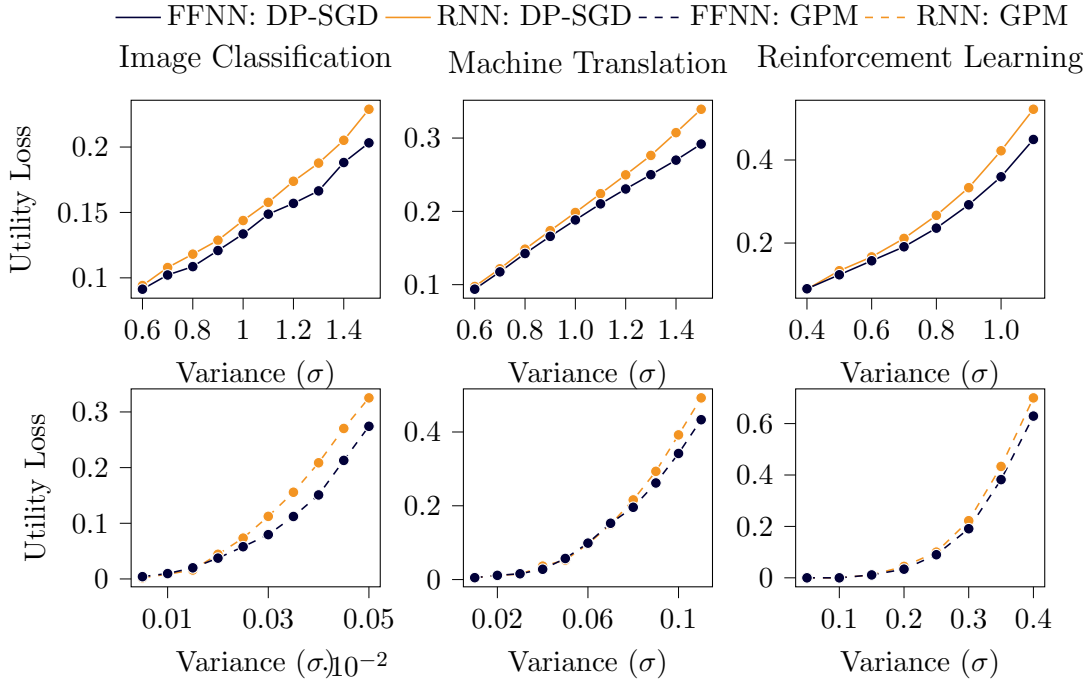 FFNN: DP-SGD RNN: DP-SGD FFNN: GPM RNN: GPM
Image Classification Machine Translation Reinforcement Learning
Utility Loss
0.2
0.15
0.1
0.6 0.8 1 1.2 1.4
Variance (σ)
0.3
0.2
0.1
0.6 0.8 1.0 1.2 1.4
Variance (σ)
0.4
0.2
0.4 0.6 0.8 1.0
Variance (σ)
Utility Loss
0.3
0.2
0.1
0
0.01 0.03 0.05
Variance (σ)
·10−2
0.4
0.2
0
0.02 0.06 0.1
Variance (σ)
0.6
0.4
0.2
0
0.1 0.2 0.3 0.4
Variance (σ)